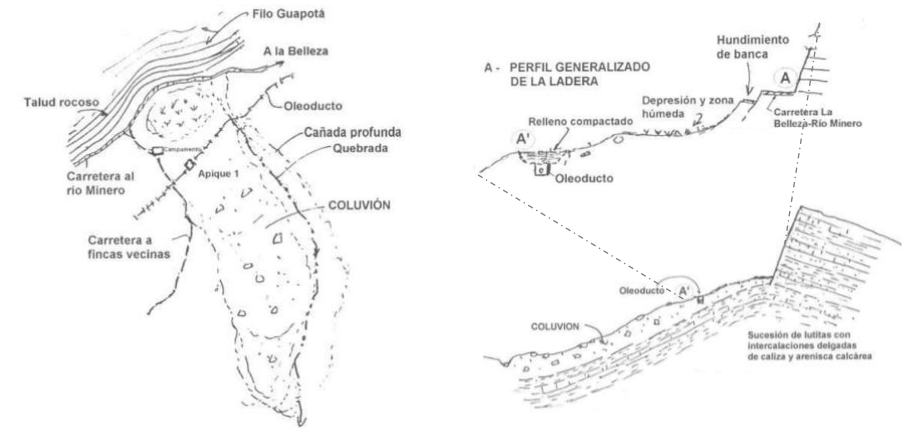 Filo Guapotá
A la Belleza
Talud rocoso
Oleoducto
Cañada profunda
Quebrada
Campamento
Apique 1
Carretera al
río Minero
COLUVIÓN
Carretera a
fincas vecinas
A - PERFIL GENERALIZADO
DE LA LADERA
Hundimiento
de banca
A
Depresión y zona
húmeda
Carretera La
Belleza-Río Minero
Relleno compactado
A'
Oleoducto
Oleoducto
A'
COLUVION
Sucesión de lutitas con
intercalaciones delgadas
de caliza y arenisca calcárea